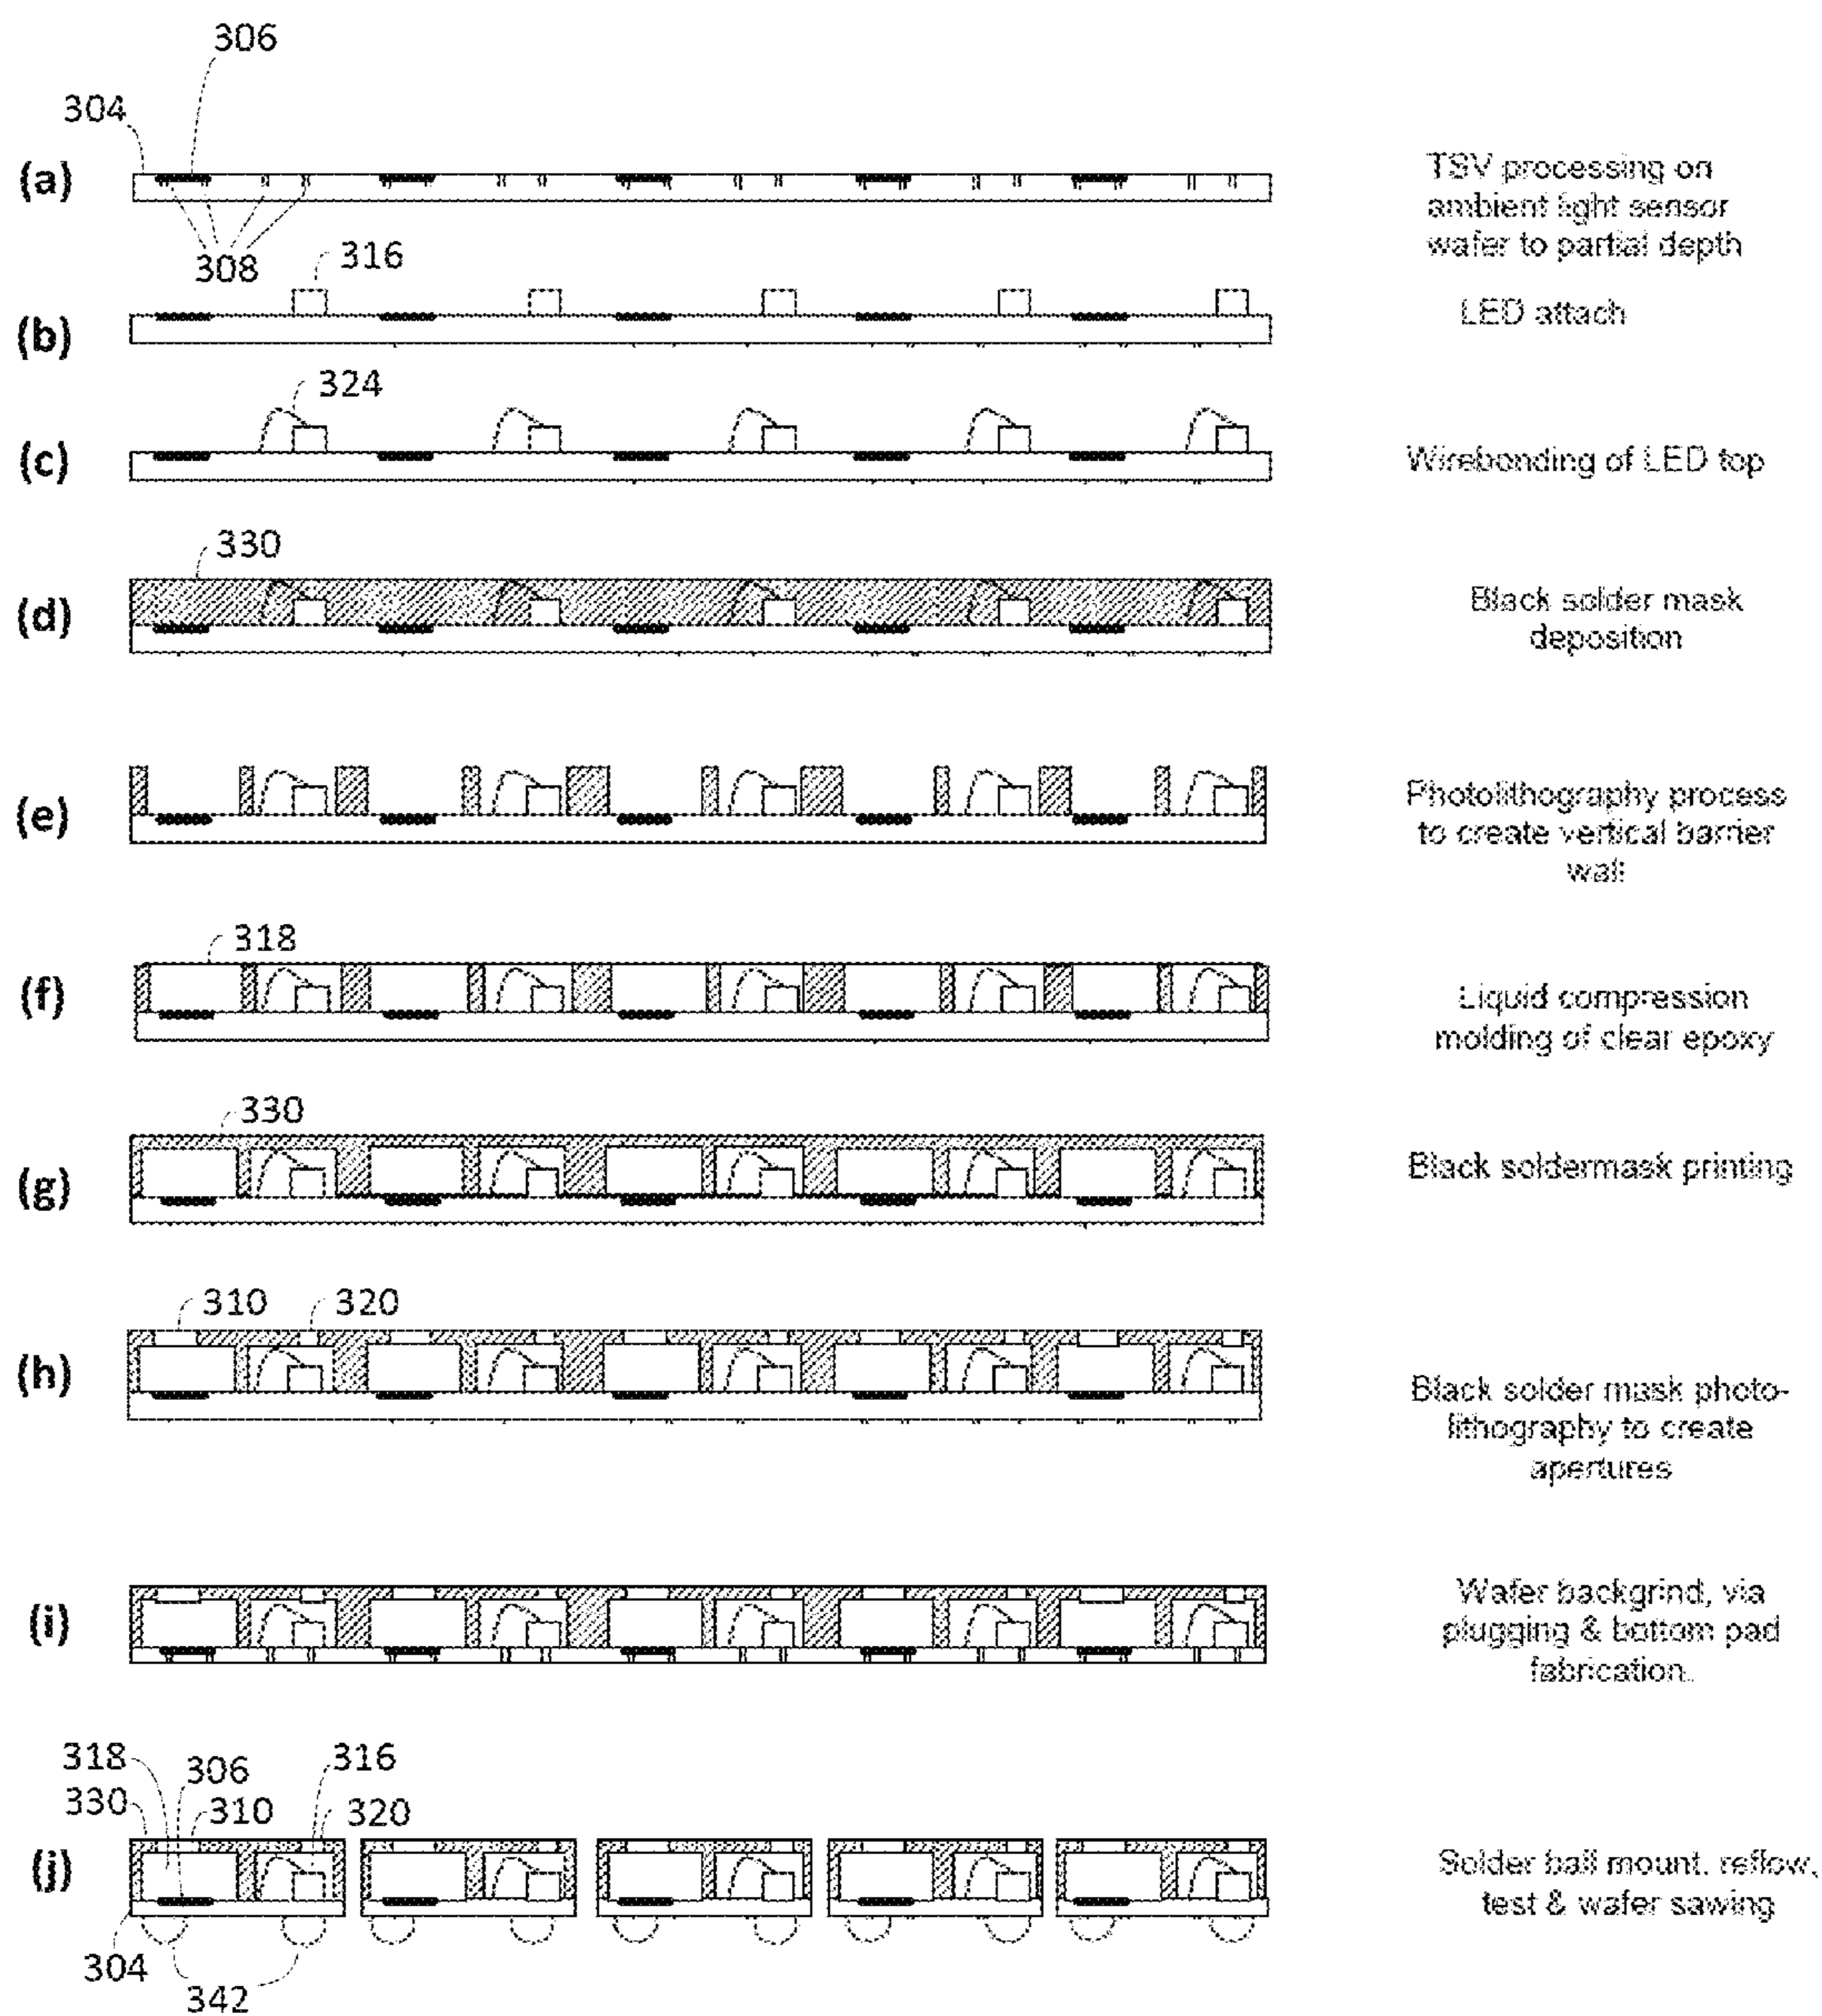 306
304
(a)
TSV processing on
ambient light sensor
wafer to partial depth
308
316
(b)
LED attach
324
(c)
Wirebonding of LED top
330
(d)
Black solder mask
deposition
(e)
Photolithography process
to create vertical barrier
wall
318
(f)
Liquid compression
molding of clear epoxy
330
(g)
Black soldermask printing
310
320
(h)
Black solder mask photo-
lithography to create
apertures
(i)
Wafer backgrind, via
plugging & bottom pad
fabrication.
318
306
316
330
310
320
(j)
Solder ball mount. reflow,
test & wafer sawing
304
342